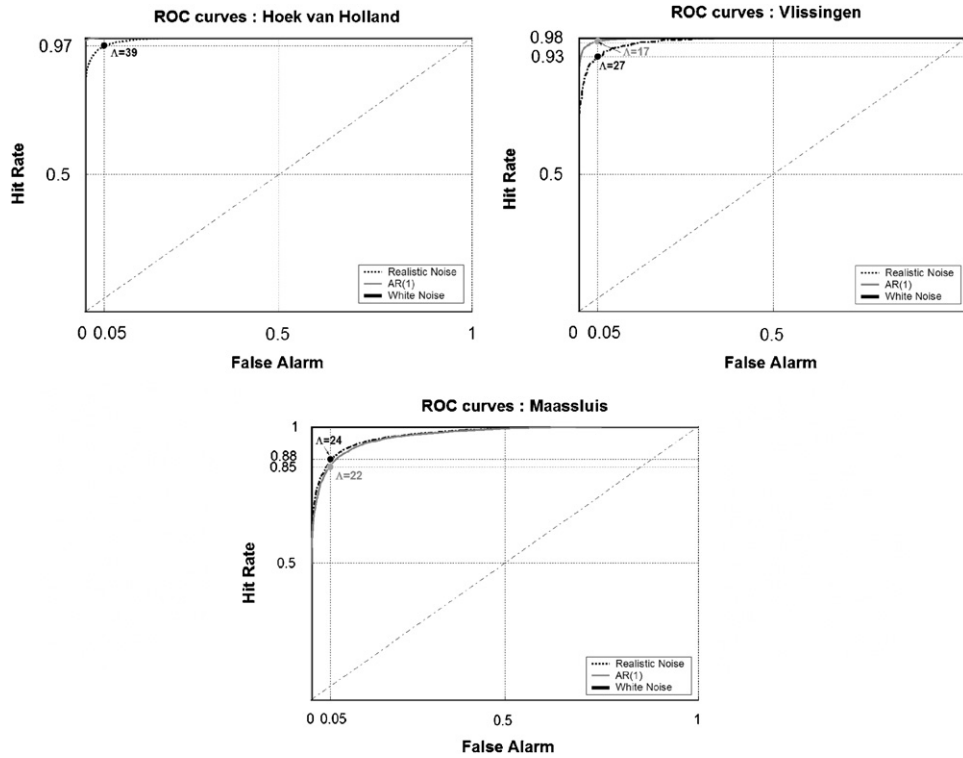 ROC curves : Hoek van Holland
0.97
Λ=39
0.5
Hit Rate
Realistic Noise
AR(1)
White Noise
0 0.05 0.5 1
False Alarm
ROC curves : Vlissingen
0.98
0.93
Λ=17
Λ=27
0.5
Hit Rate
Realistic Noise
AR(1)
White Noise
0 0.05 0.5
False Alarm
ROC curves : Maassluis
1
0.88
0.85
Λ=24
Λ=22
0.5
Hit Rate
Realistic Noise
AR(1)
White Noise
0 0.05 0.5 1
False Alarm